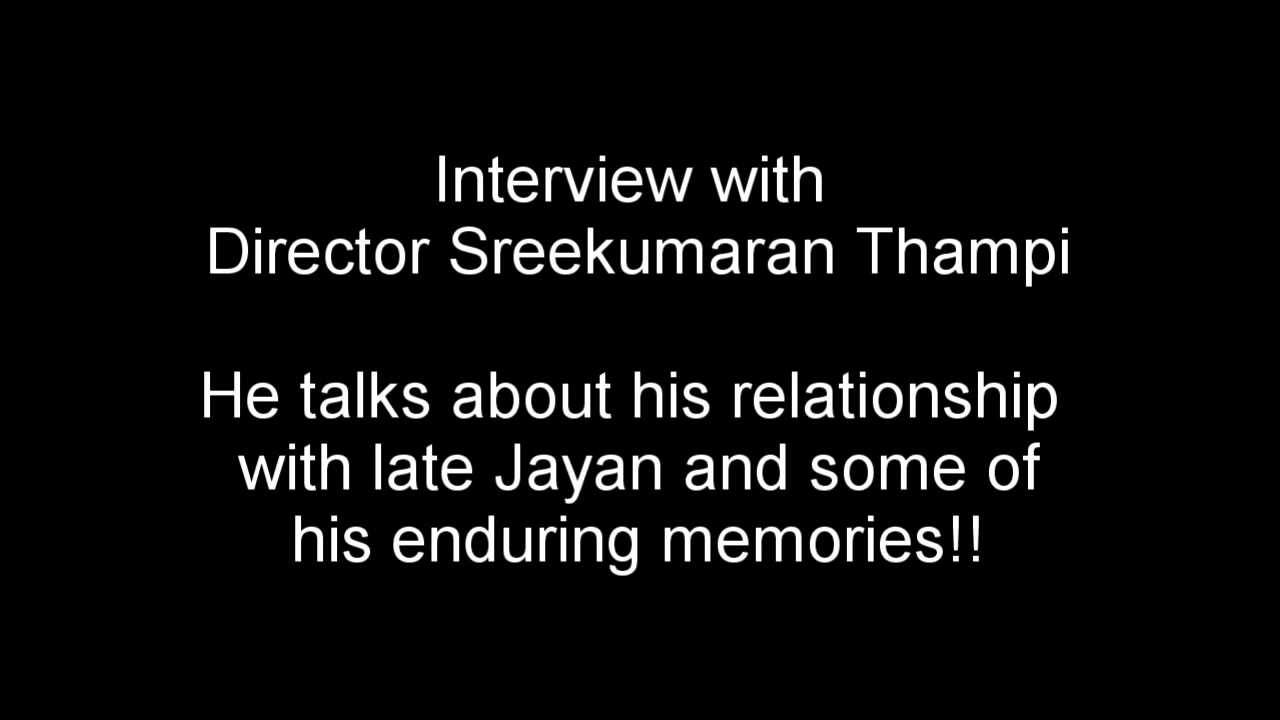 Interview with
Director Sreekumaran Thampi
He talks about his relationship
with late Jayan and some of
his enduring memories!!